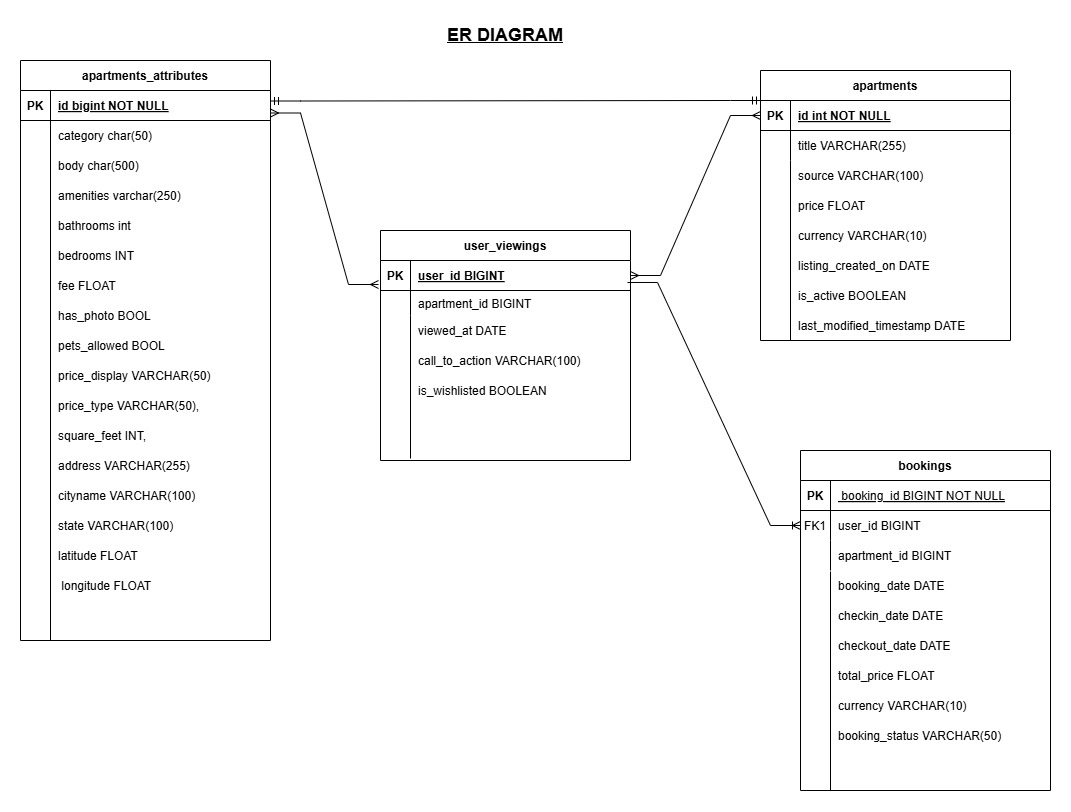 ER DIAGRAM
apartments_attributes
PK id bigint NOT NULL
category char(50)
body char(500)
amenities varchar(250)
bathrooms int
bedrooms INT
fee FLOAT
has_photo BOOL
pets_allowed BOOL
price_display VARCHAR(50)
price_type VARCHAR(50),
square_feet INT,
address VARCHAR(255)
cityname VARCHAR(100)
state VARCHAR(100)
latitude FLOAT
longitude FLOAT
user_viewings
PK user_id BIGINT
apartment_id BIGINT
viewed_at DATE
call_to_action VARCHAR(100)
is_wishlisted BOOLEAN
apartments
PK id int NOT NULL
title VARCHAR(255)
source VARCHAR(100)
price FLOAT
currency VARCHAR(10)
listing_created_on DATE
is_active BOOLEAN
last_modified_timestamp DATE
bookings
PK booking_id BIGINT NOT NULL
FK1 user_id BIGINT
apartment_id BIGINT
booking_date DATE
checkin_date DATE
checkout_date DATE
total_price FLOAT
currency VARCHAR(10)
booking_status VARCHAR(50)